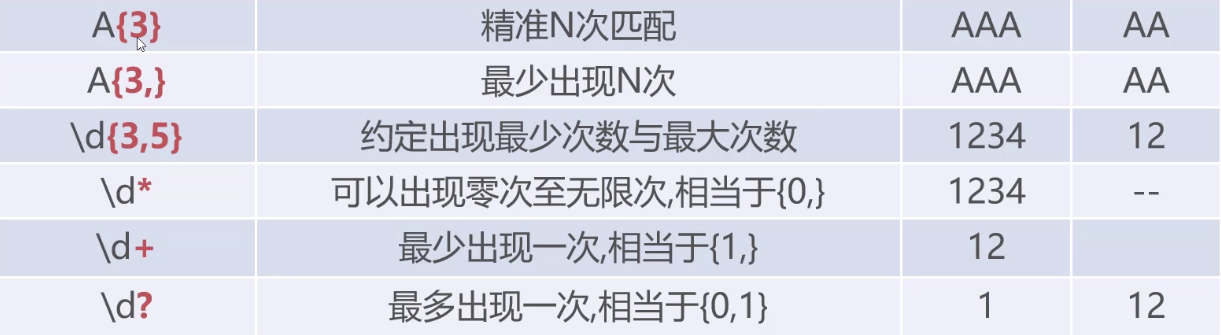 A{3} 精准N次匹配 AAA AA
A{3,} 最少出现N次 AAA AA
\d{3,5} 约定出现最少次数与最大次数 1234 12
\d* 可以出现零次至无限次,相当于{0,} 1234 --
\d+ 最少出现一次,相当于{1,} 12
\d? 最多出现一次,相当于{0,1} 1 12